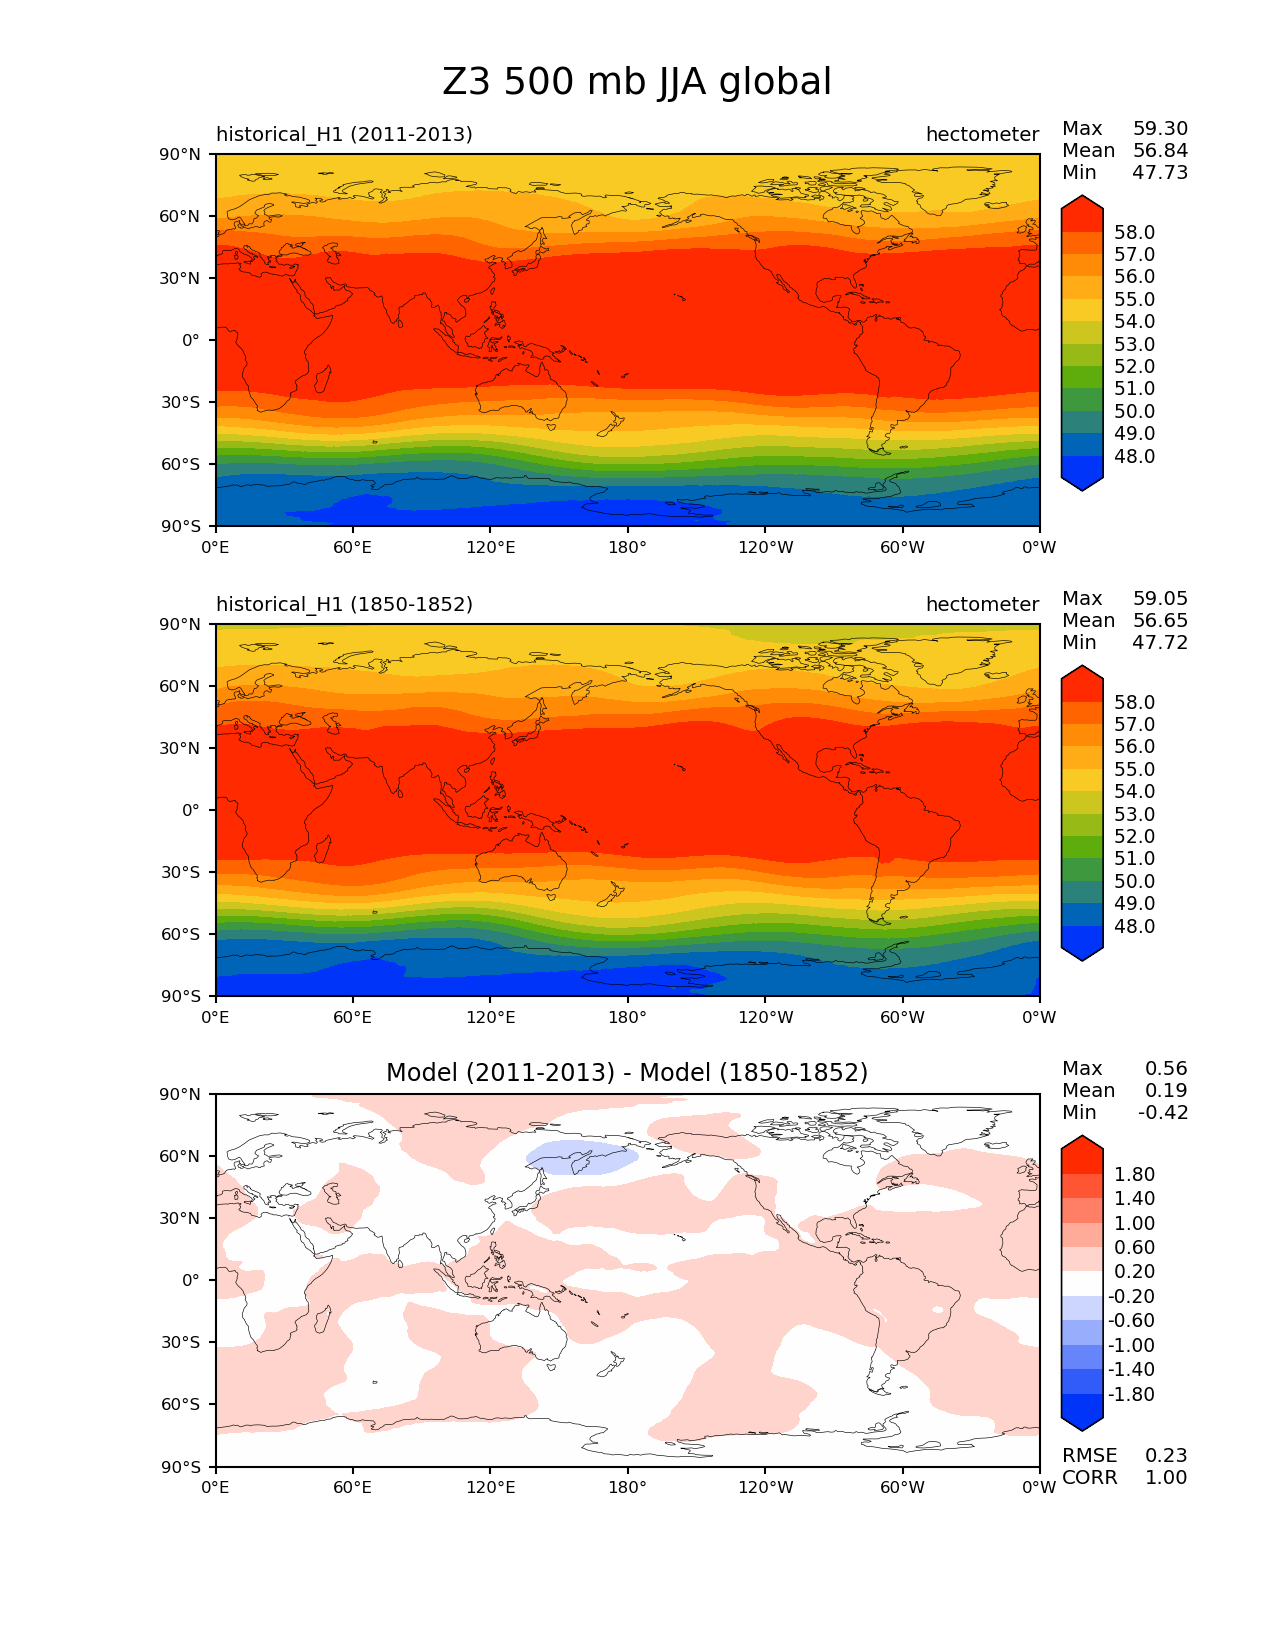 Z3 500 mb JJA global
historical_H1 (2011-2013) hectometer
Max 59.30
Mean 56.84
Min 47.73
90°N
60°N
30°N
0°
30°S
60°S
90°S
0°E 60°E 120°E 180° 120°W 60°W 0°W
58.0
57.0
56.0
55.0
54.0
53.0
52.0
51.0
50.0
49.0
48.0
historical_H1 (1850-1852) hectometer
Max 59.05
Mean 56.65
Min 47.72
90°N
60°N
30°N
0°
30°S
60°S
90°S
0°E 60°E 120°E 180° 120°W 60°W 0°W
58.0
57.0
56.0
55.0
54.0
53.0
52.0
51.0
50.0
49.0
48.0
Model (2011-2013) - Model (1850-1852)
Max 0.56
Mean 0.19
Min -0.42
90°N
60°N
30°N
0°
30°S
60°S
90°S
0°E 60°E 120°E 180° 120°W 60°W 0°W
1.80
1.40
1.00
0.60
0.20
-0.20
-0.60
-1.00
-1.40
-1.80
RMSE 0.23
CORR 1.00